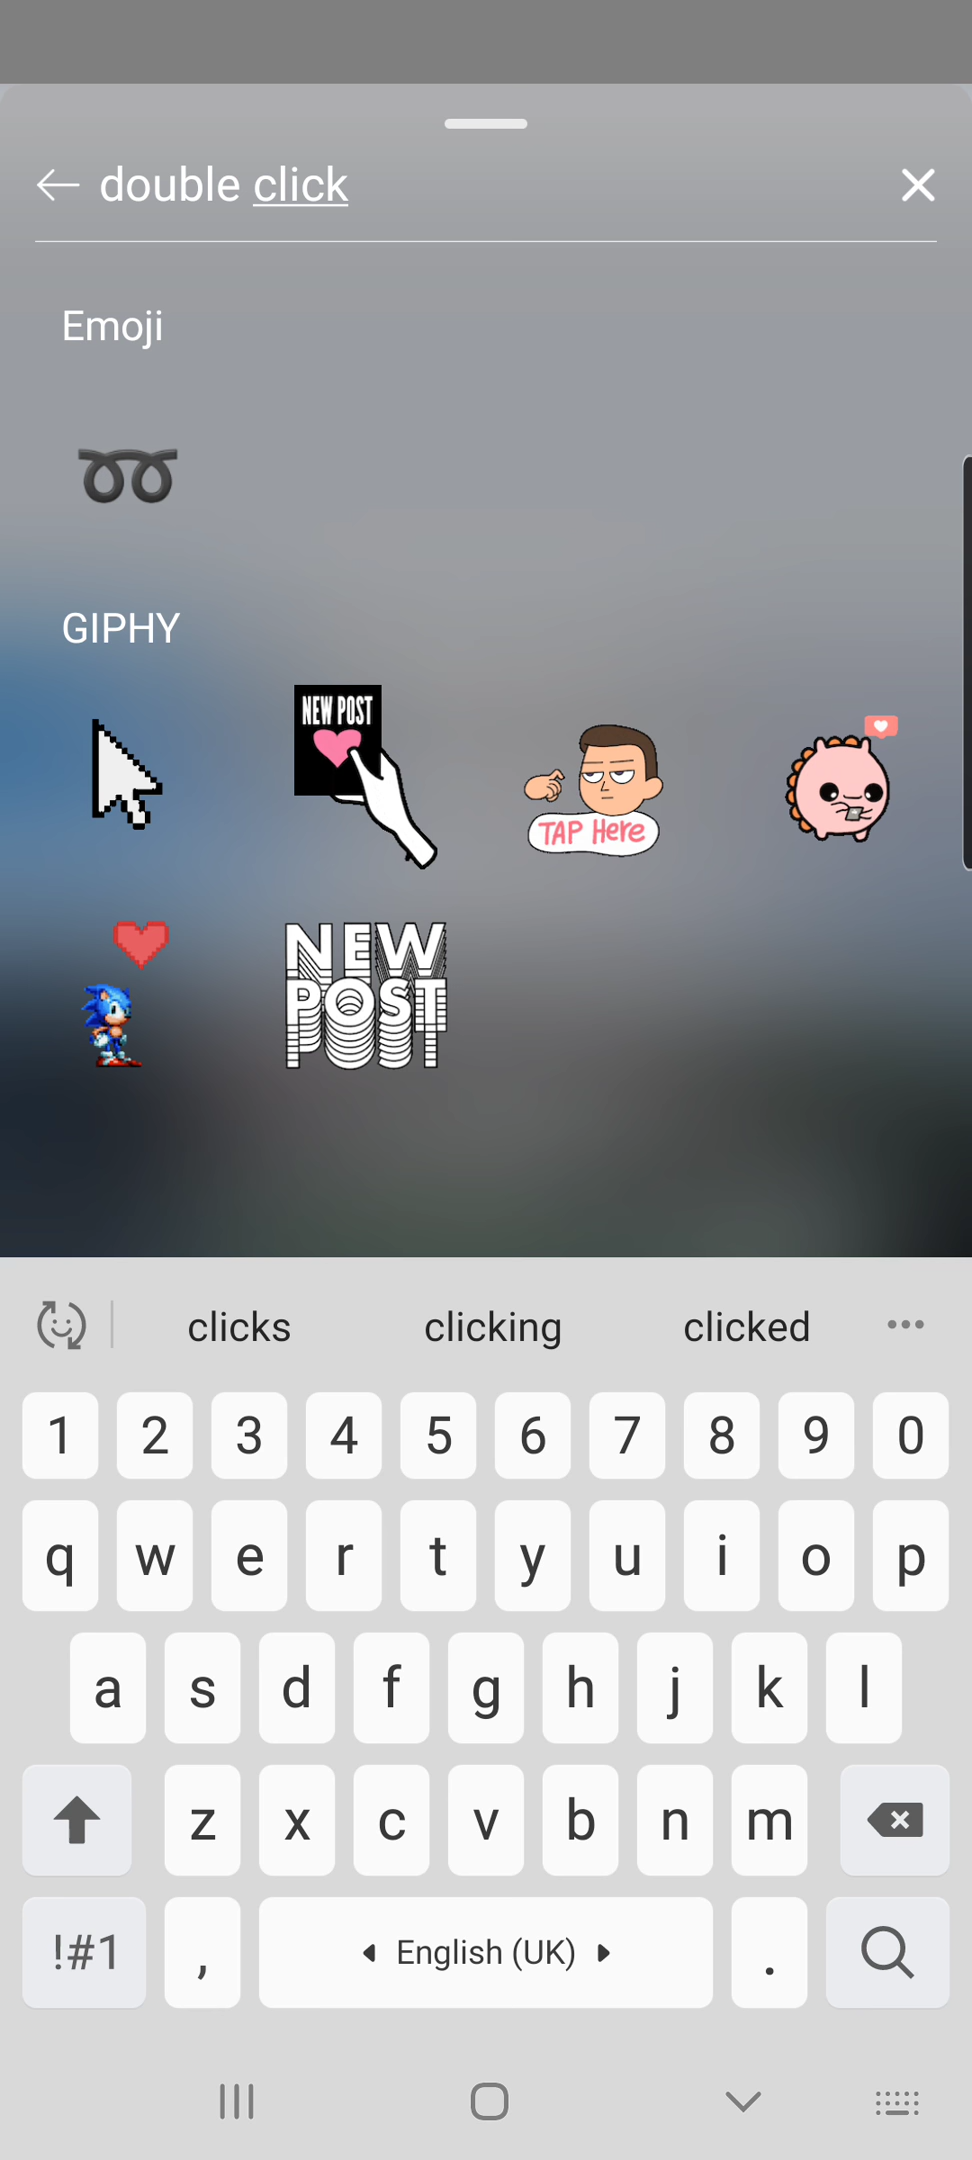 double click
Emoji
GIPHY
NEW POST
TAP Here
NEW
POST
clicks clicking clicked
1 2 3 4 5 6 7 8 9 0
q w e r t y u i o p
a s d f g h j k l
z x c v b n m
!#1 , English (UK) .